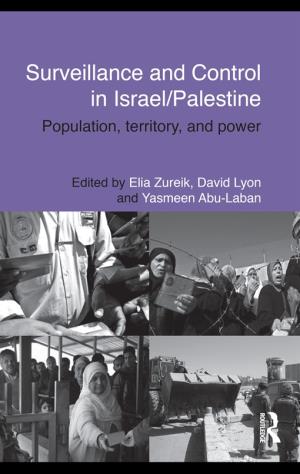 Surveillance and Control
in Israel/Palestine
Population, territory, and power
Edited by Elia Zureik, David Lyon
and Yasmeen Abu-Laban
ROUTLEDGE